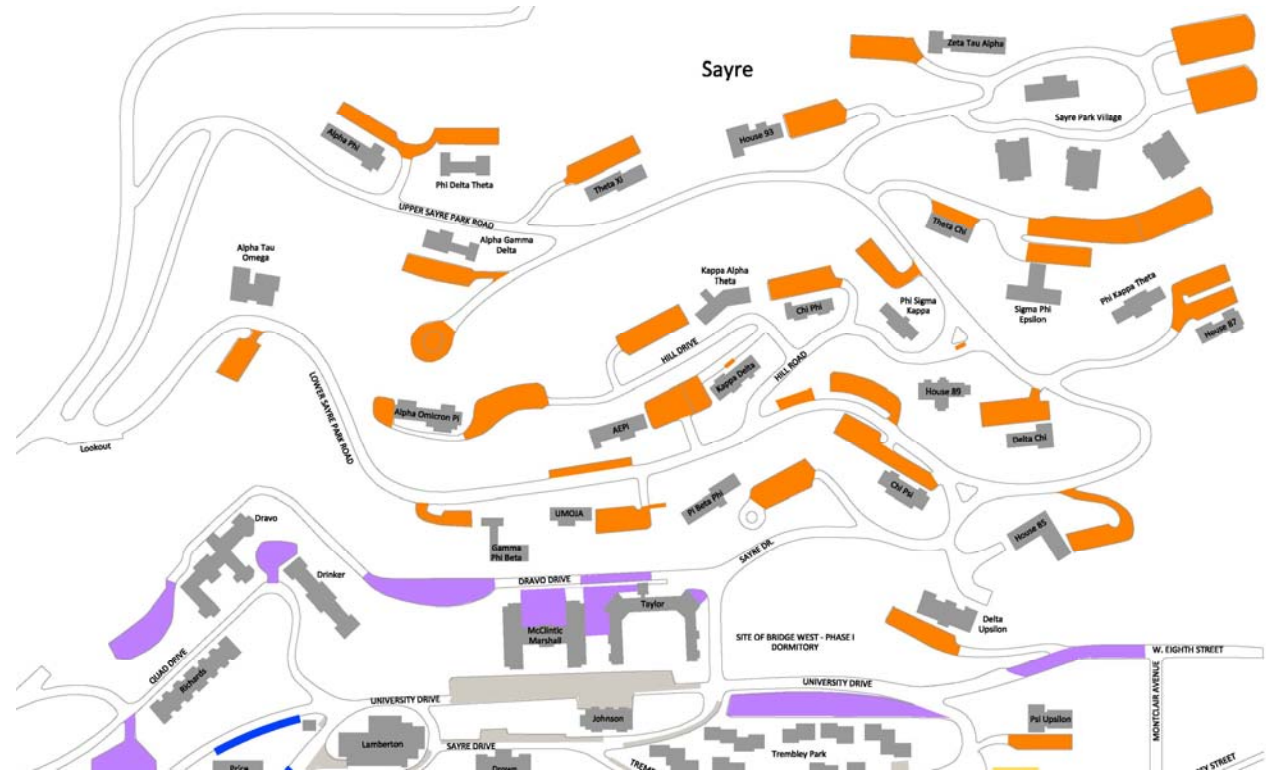 Sayre
Zeta Tau Alpha
Sayre Park Village
House 93
Alpha Phi
Phi Delta Theta
Theta Xi
UPPER SAYRE PARK ROAD
Alpha Gamma
Delta
Alpha Tau
Omega
Theta Chi
Kappa Alpha
Theta
Chi Phi
Phi Sigma
Kappa
Sigma Phi
Epsilon
Phi Kappa Theta
House 87
HILL DRIVE
HILL ROAD
Kappa Delta
House 89
LOWER SAYRE PARK ROAD
Alpha Omicron Pi
AEPi
Delta Chi
Lookout
Chi Psi
Pi Beta Phi
UMOJA
Gamma
Phi Beta
House 85
Dravo
Drinker
SAYRE DR.
DRAVO DRIVE
Taylor
McClintic
Marshall
Delta
Upsilon
SITE OF BRIDGE WEST - PHASE I
DORMITORY
W. EIGHTH STREET
QUAD DRIVE
Richards
UNIVERSITY DRIVE
UNIVERSITY DRIVE
MONTCLAIR AVENUE
Johnson
Psi Upsilon
Lamberton
SAYRE DRIVE
Trembley Park